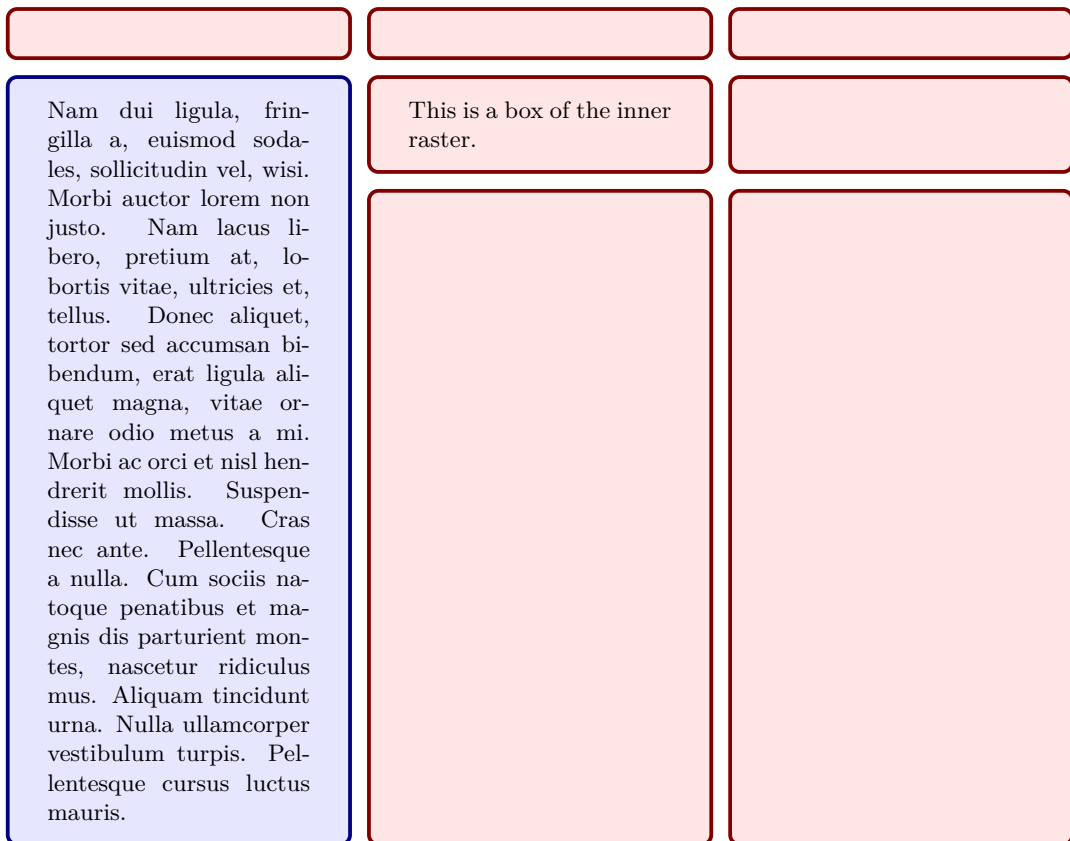 Nam dui ligula, frin-
gilla a, euismod soda-
les, sollicitudin vel, wisi.
Morbi auctor lorem non
justo. Nam lacus li-
bero, pretium at, lo-
bortis vitae, ultricies et,
tellus. Donec aliquet,
tortor sed accumsan bi-
bendum, erat ligula ali-
quet magna, vitae or-
nare odio metus a mi.
Morbi ac orci et nisl hen-
drerit mollis. Suspen-
disse ut massa. Cras
nec ante. Pellentesque
a nulla. Cum sociis na-
toque penatibus et ma-
gnis dis parturient mon-
tes, nascetur ridiculus
mus. Aliquam tincidunt
urna. Nulla ullamcorper
vestibulum turpis. Pel-
lentesque cursus luctus
mauris.
This is a box of the inner
raster.